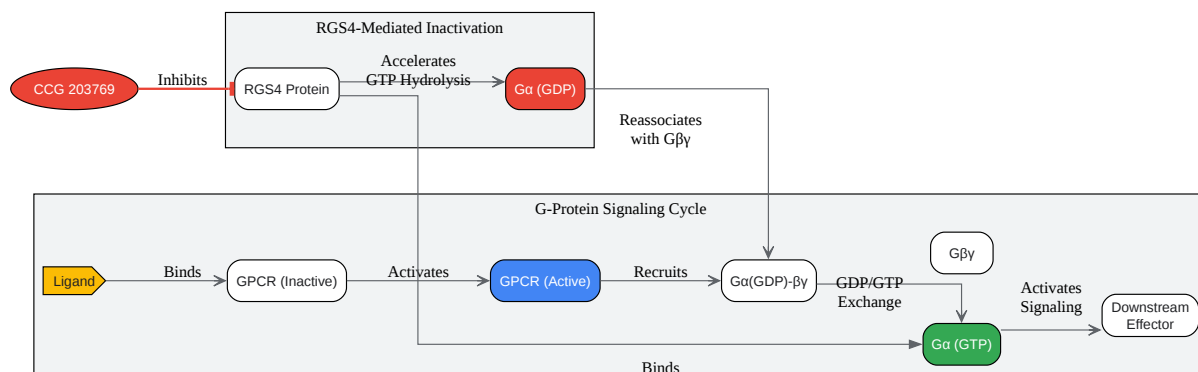 RGS4-Mediated Inactivation
CCG 203769
Inhibits
RGS4 Protein
Accelerates
GTP Hydrolysis
Gα (GDP)
Reassociates
with Gβγ
G-Protein Signaling Cycle
Ligand
Binds
GPCR (Inactive)
Activates
GPCR (Active)
Recruits
Gα(GDP)-βγ
GDP/GTP
Exchange
Gβγ
Gα (GTP)
Activates
Signaling
Downstream
Effector
Binds